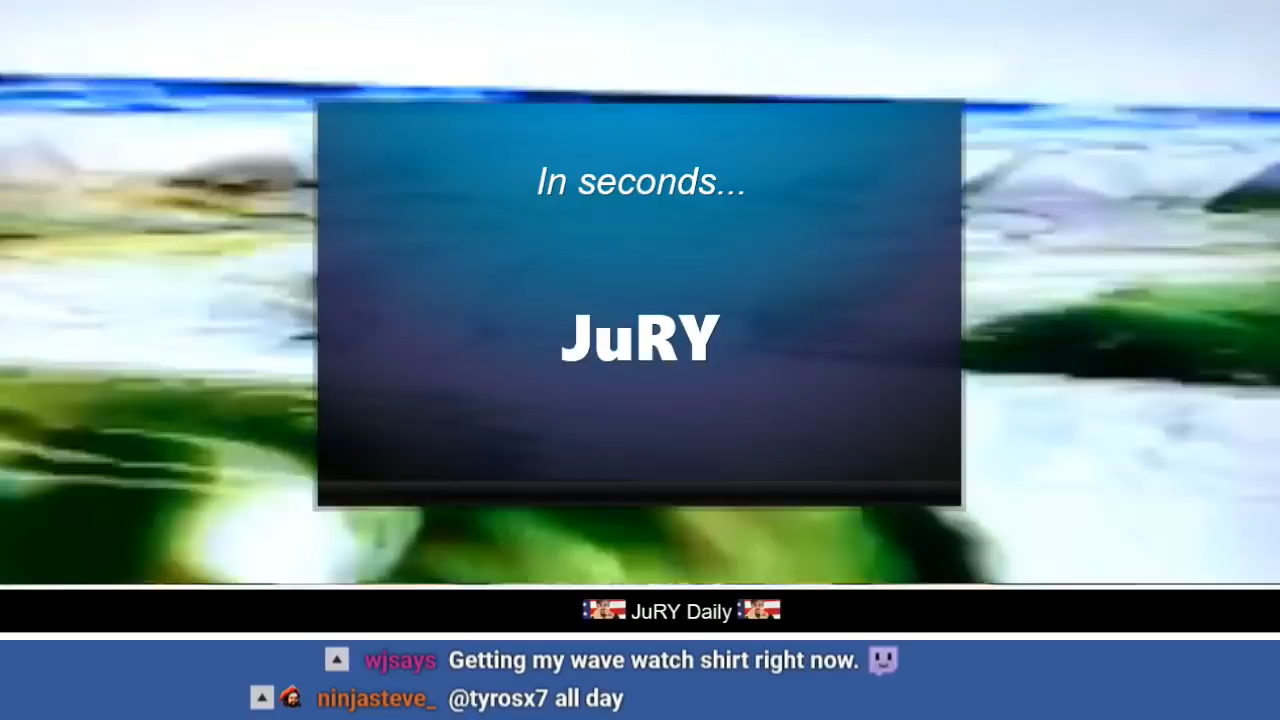 In seconds...
JuRY
JuRY Daily
wjsays Getting my wave watch shirt right now.
ninjasteve_ @tyrosx7 all day